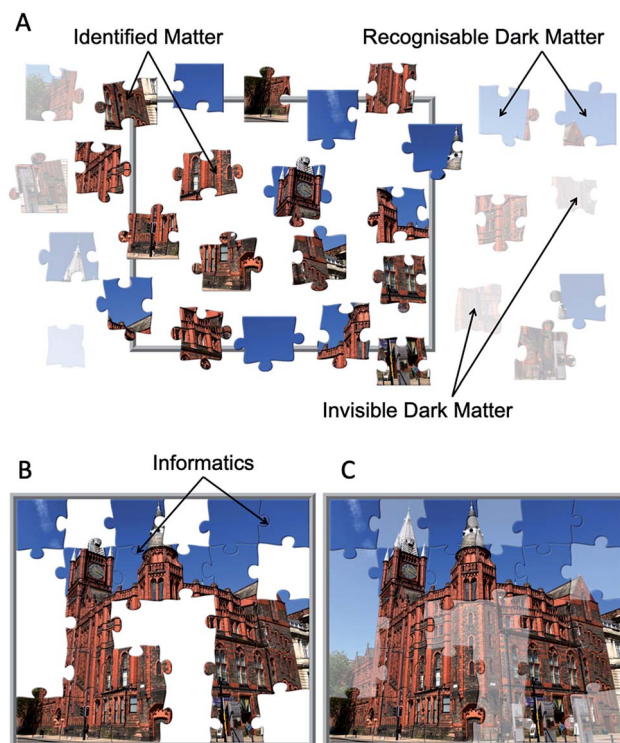 A
Identified Matter
Recognisable Dark Matter
Invisible Dark Matter
B
Informatics
C